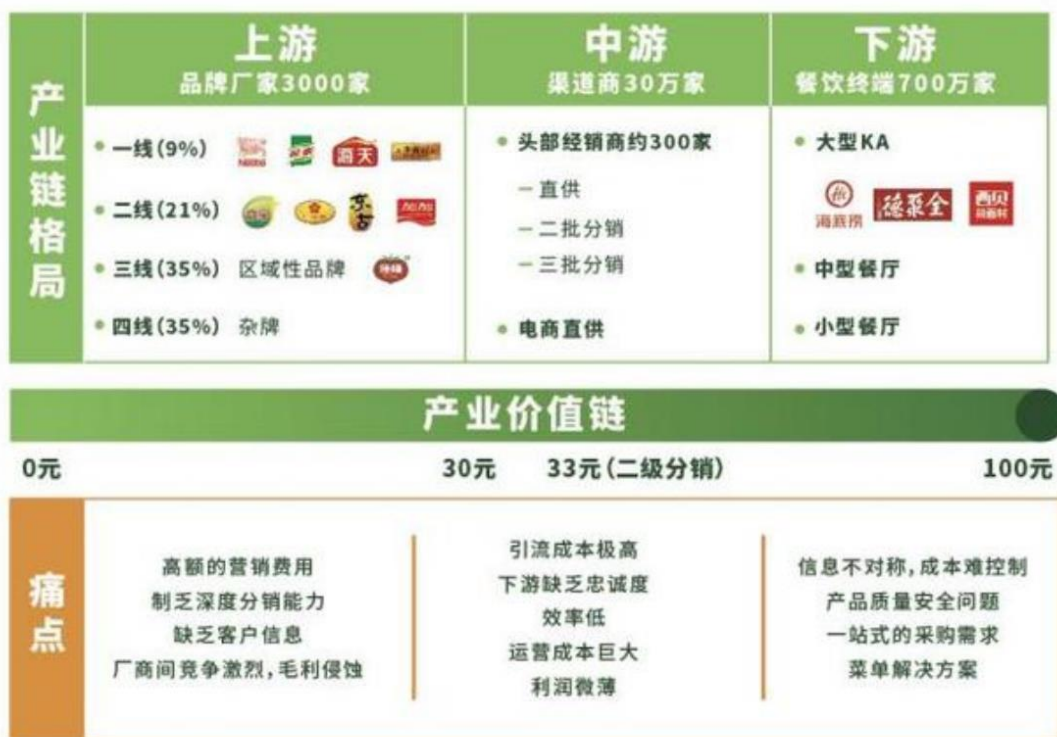 产业链格局
上游
品牌厂家3000家
一线(9%)
Nestle
海天
二线(21%)
东古
加加
三线(35%) 区域性品牌
四线(35%) 杂牌
中游
渠道商30万家
头部经销商约300家
－直供
－二批分销
－三批分销
电商直供
下游
餐饮终端700万家
大型KA
海底捞
德聚全
西贝
莜面村
中型餐厅
小型餐厅
产业价值链
0元
30元
33元(二级分销)
100元
痛点
高额的营销费用
制乏深度分销能力
缺乏客户信息
厂商间竞争激烈,毛利侵蚀
引流成本极高
下游缺乏忠诚度
效率低
运营成本巨大
利润微薄
信息不对称,成本难控制
产品质量安全问题
一站式的采购需求
菜单解决方案